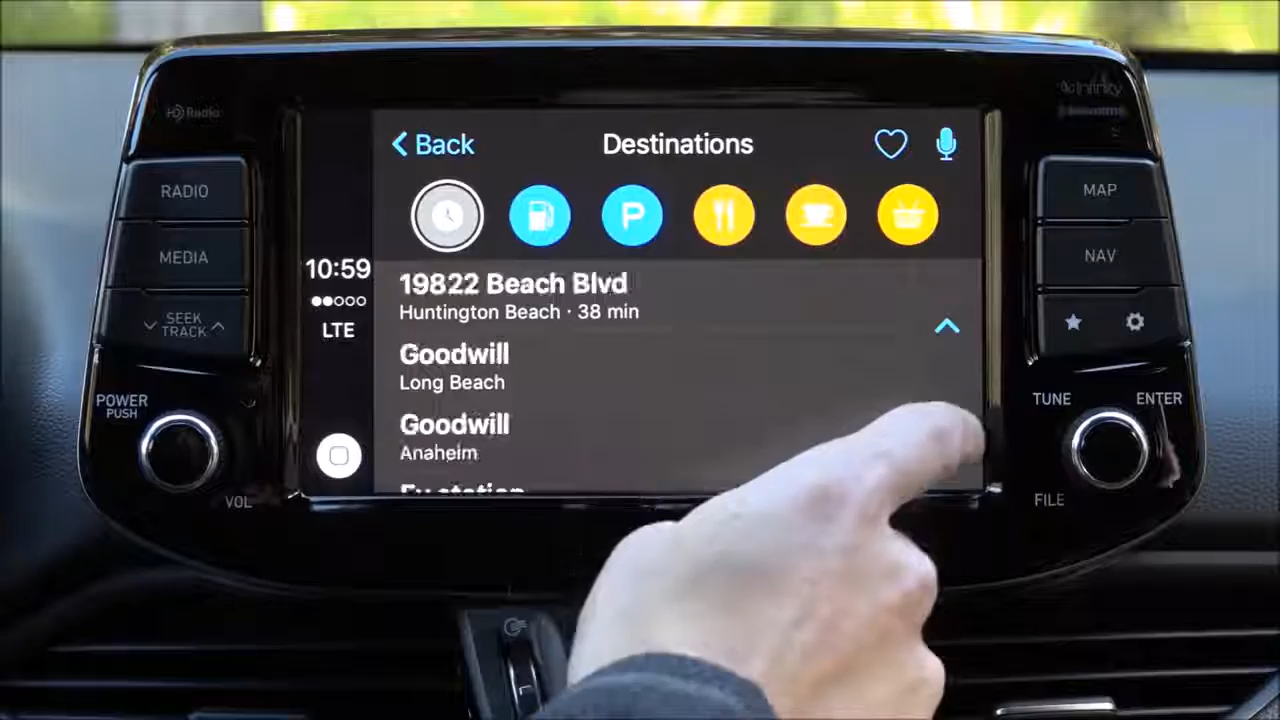 HD Radio
Infinity
RADIO
MEDIA
SEEK
TRACK
POWER
PUSH
VOL
Back
Destinations
P
10:59
LTE
19822 Beach Blvd
Huntington Beach · 38 min
Goodwill
Long Beach
Goodwill
Anaheim
MAP
NAV
TUNE
ENTER
FILE